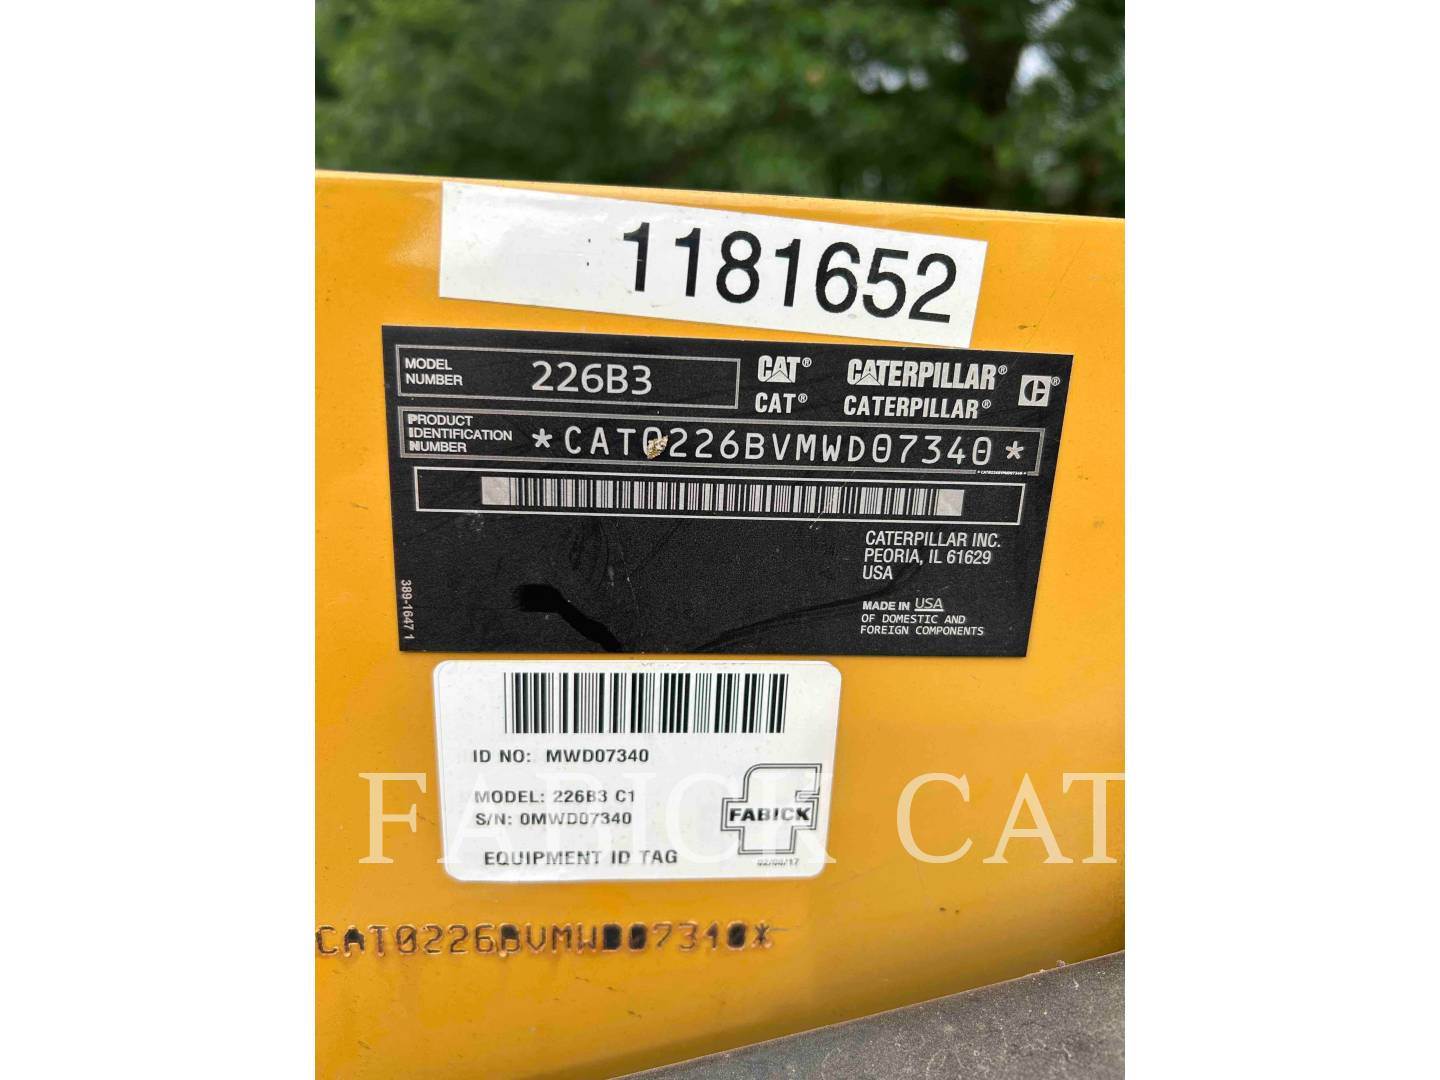 1181652
MODEL NUMBER 226B3
CAT® CATERPILLAR®
CAT® CATERPILLAR®
PRODUCT IDENTIFICATION NUMBER *CAT0226BVMWD07340*
*CAT0226BVMWD07340*
CATERPILLAR INC.
PEORIA, IL 61629
USA
MADE IN USA
OF DOMESTIC AND
FOREIGN COMPONENTS
389-1647 1
ID NO: MWD07340
MODEL: 226B3 C1
S/N: 0MWD07340
FABICK
EQUIPMENT ID TAG
FABICK CAT
CAT0226BVMWD07340*